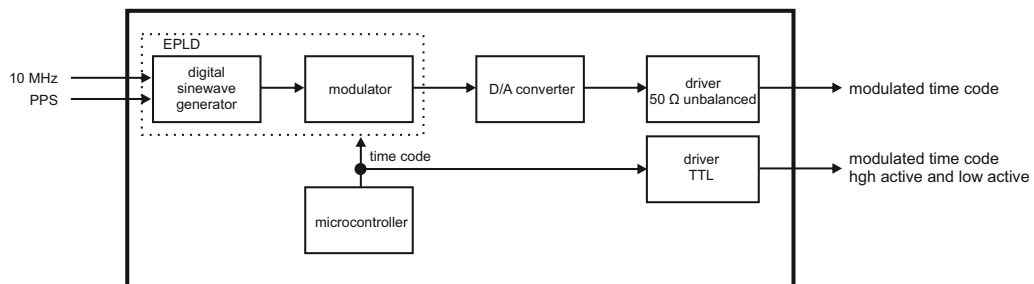 EPLD
10 MHz
PPS
digital
sinewave
generator
modulator
D/A converter
driver
50 Ω unbalanced
modulated time code
time code
driver
TTL
modulated time code
hgh active and low active
microcontroller